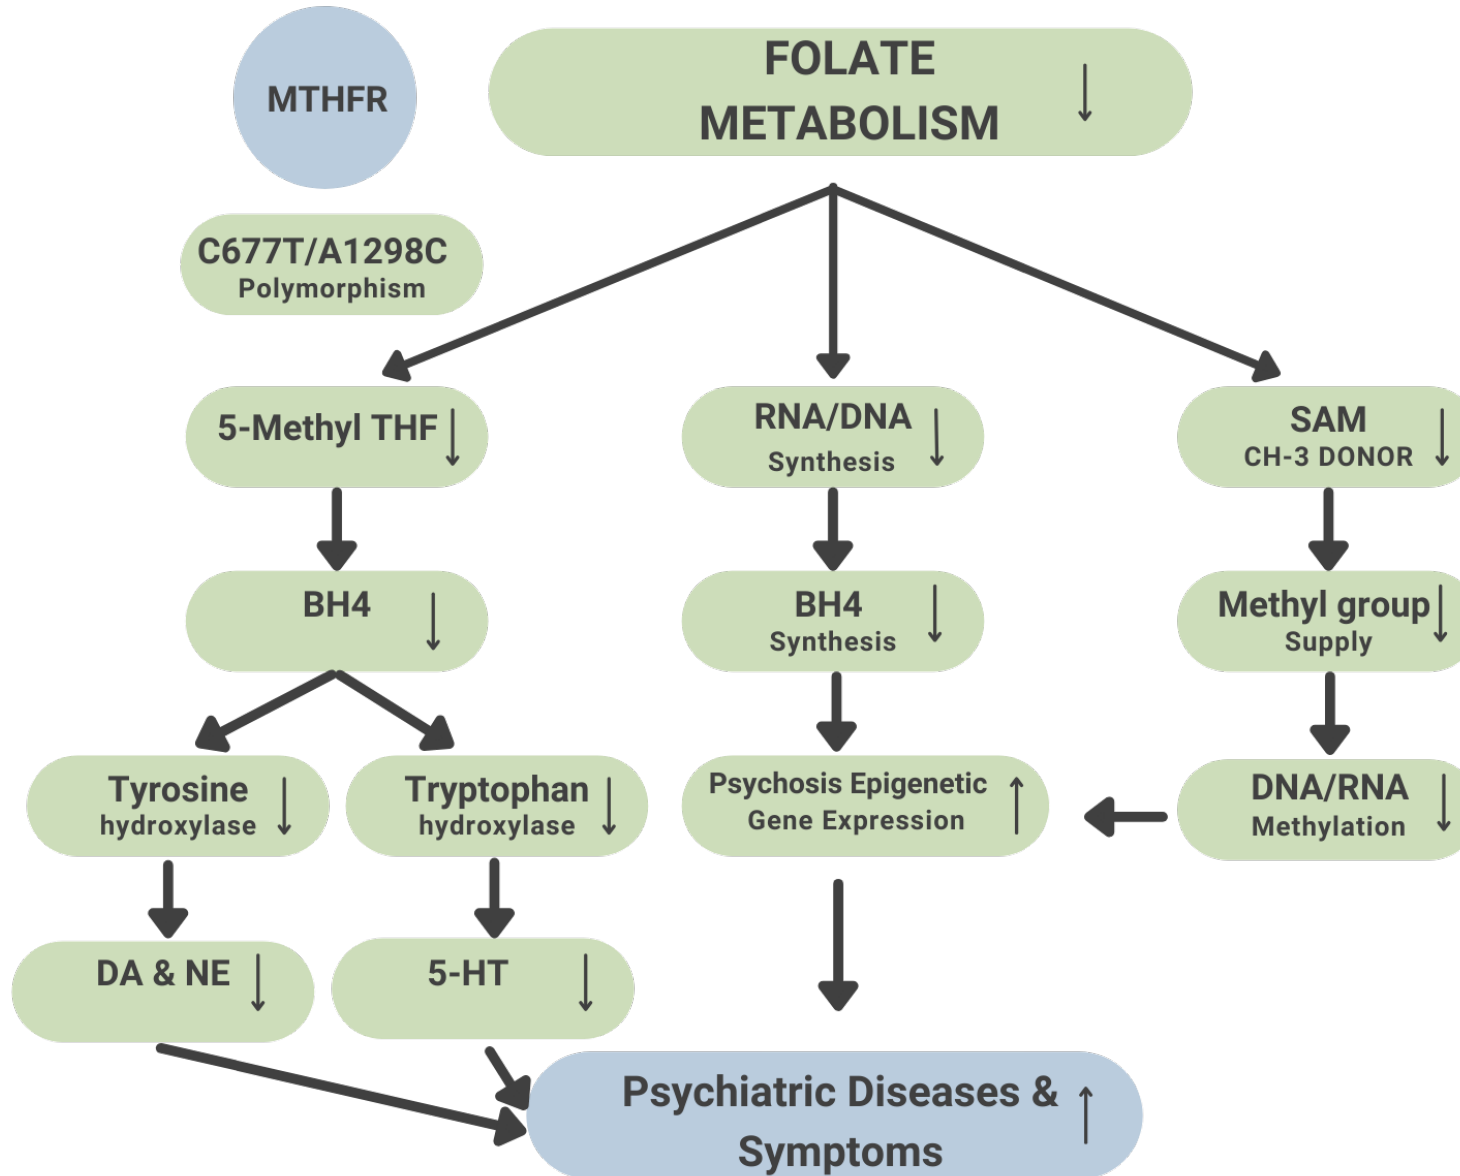 MTHFR
FOLATE
METABOLISM
C677T/A1298C
Polymorphism
5-Methyl THF
RNA/DNA
Synthesis
SAM
CH-3 DONOR
BH4
BH4
Synthesis
Methyl group
Supply
Tyrosine
hydroxylase
Tryptophan
hydroxylase
Psychosis Epigenetic
Gene Expression
DNA/RNA
Methylation
DA & NE
5-HT
Psychiatric Diseases &
Symptoms